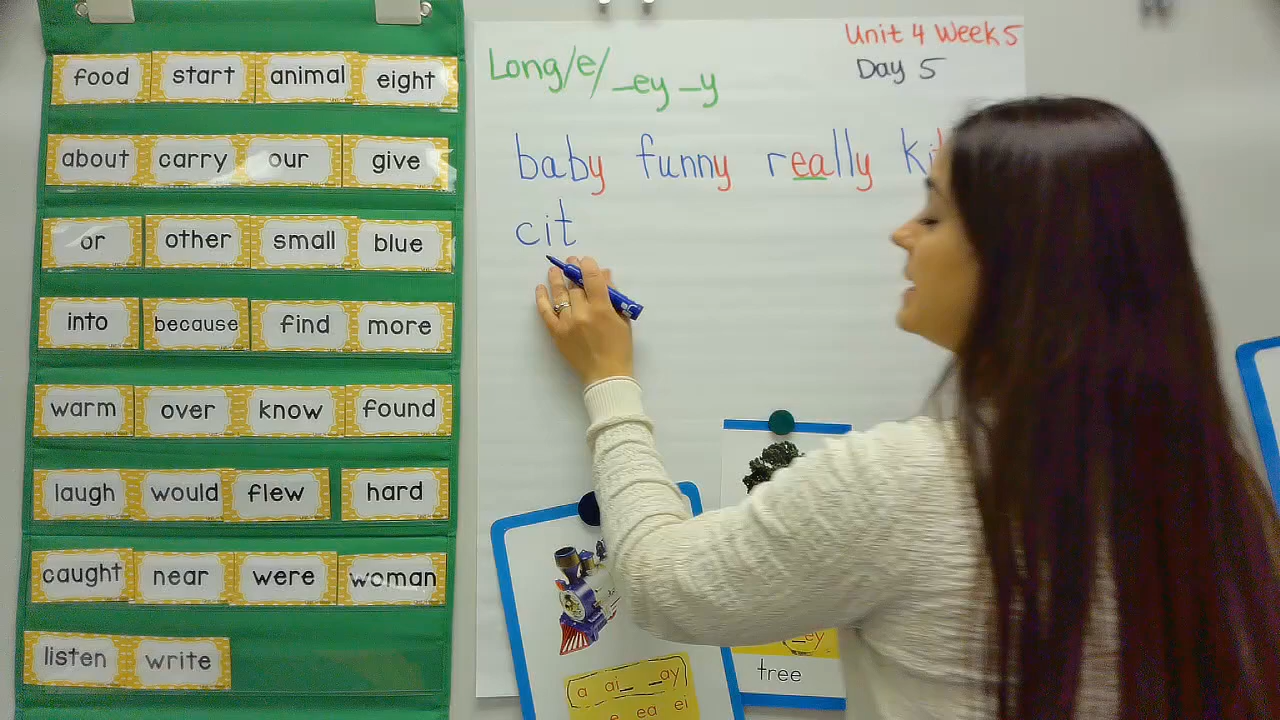 food start animal eight
about carry our give
or other small blue
into because find more
warm over know found
laugh would flew hard
caught near were woman
listen write
Unit 4 Week 5
Day 5
Long/e/ _ey _y
baby funny really
cit
a ai_ _ay
ea ei
_ey
tree